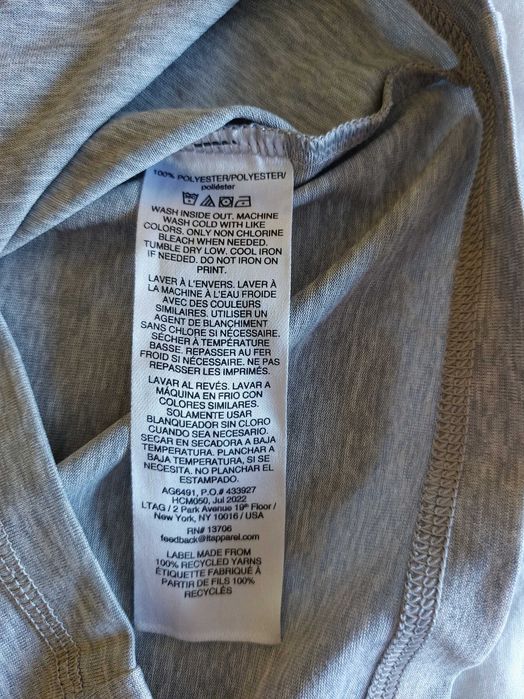 100% POLYESTER/POLYESTER/
poliéster
WASH INSIDE OUT. MACHINE
WASH COLD WITH LIKE
COLORS. ONLY NON CHLORINE
BLEACH WHEN NEEDED.
TUMBLE DRY LOW. COOL IRON
IF NEEDED. DO NOT IRON ON
PRINT.
LAVER À L'ENVERS. LAVER À
LA MACHINE À L'EAU FROIDE
AVEC DES COULEURS
SIMILAIRES. UTILISER UN
AGENT DE BLANCHIMENT
SANS CHLORE SI NÉCESSAIRE.
SÉCHER À TEMPÉRATURE
BASSE. REPASSER AU FER
FROID SI NÉCESSAIRE. NE PAS
REPASSER LES IMPRIMÉS.
LAVAR AL REVÉS. LAVAR A
MÁQUINA EN FRIO CON
COLORES SIMILARES.
SOLAMENTE USAR
BLANQUEADOR SIN CLORO
CUANDO SEA NECESARIO.
SECAR EN SECADORA A BAJA
TEMPERATURA. PLANCHAR A
BAJA TEMPERATURA, SI SE
NECESITA. NO PLANCHAR EL
ESTAMPADO.
AG6491, P.O.# 433927
HCM050, Jul 2022
LTAG / 2 Park Avenue 19th Floor /
New York, NY 10016 / USA
RN# 13706
feedback@ltapparel.com
LABEL MADE FROM
100% RECYCLED YARNS
ÉTIQUETTE FABRIQUÉ À
PARTIR DE FILS 100%
RECYCLÉS